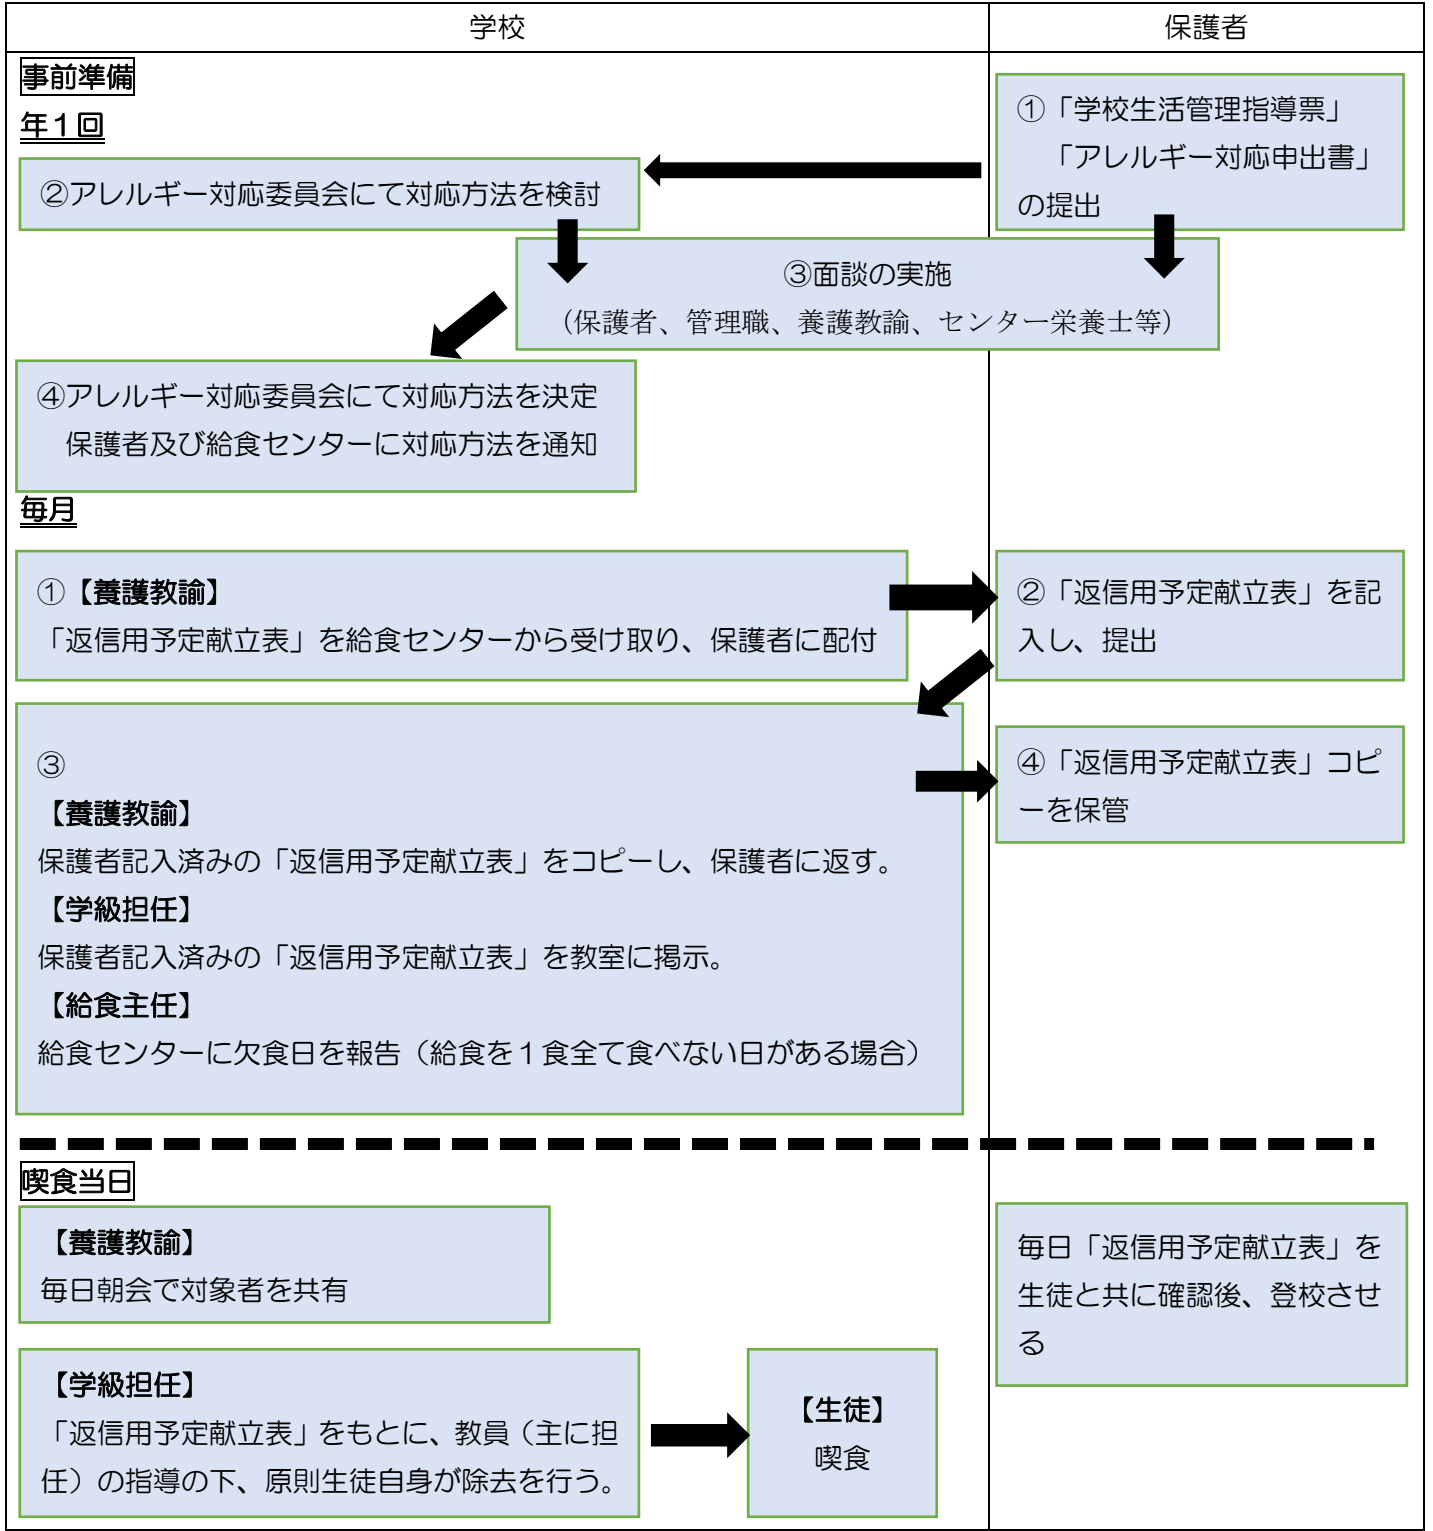 学校
保護者
事前準備
年1回
①「学校生活管理指導票」
「アレルギー対応申出書」
の提出
②アレルギー対応委員会にて対応方法を検討
③面談の実施
（保護者、管理職、養護教諭、センター栄養士等）
④アレルギー対応委員会にて対応方法を決定
保護者及び給食センターに対応方法を通知
毎月
①【養護教諭】
「返信用予定献立表」を給食センターから受け取り、保護者に配付
②「返信用予定献立表」を記
入し、提出
③
【養護教諭】
保護者記入済みの「返信用予定献立表」をコピーし、保護者に返す。
【学級担任】
保護者記入済みの「返信用予定献立表」を教室に掲示。
【給食主任】
給食センターに欠食日を報告（給食を1食全て食べない日がある場合）
④「返信用予定献立表」コピ
ーを保管
喫食当日
【養護教諭】
毎日朝会で対象者を共有
毎日「返信用予定献立表」を
生徒と共に確認後、登校させ
る
【学級担任】
「返信用予定献立表」をもとに、教員（主に担
任）の指導の下、原則生徒自身が除去を行う。
【生徒】
喫食